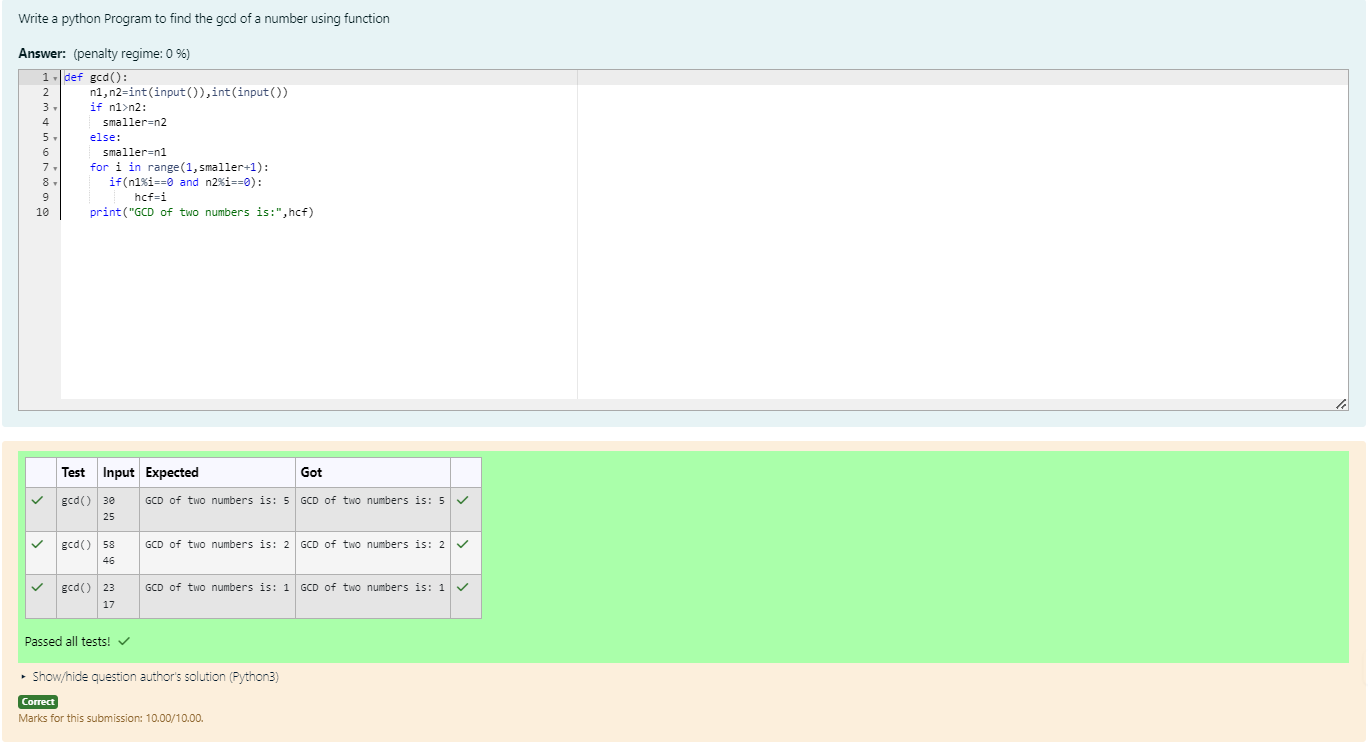 Write a python Program to find the gcd of a number using function
Answer: (penalty regime: 0 %)
1 def gcd():
2     n1,n2=int(input()),int(input())
3     if n1>n2:
4       smaller=n2
5     else:
6       smaller=n1
7     for i in range(1,smaller+1):
8        if(n1%i==0 and n2%i==0):
9            hcf=i
10     print("GCD of two numbers is:",hcf)
Test Input Expected Got
gcd() 30 GCD of two numbers is: 5 GCD of two numbers is: 5
25
gcd() 58 GCD of two numbers is: 2 GCD of two numbers is: 2
46
gcd() 23 GCD of two numbers is: 1 GCD of two numbers is: 1
17
Passed all tests!
Show/hide question author's solution (Python3)
Correct
Marks for this submission: 10.00/10.00.